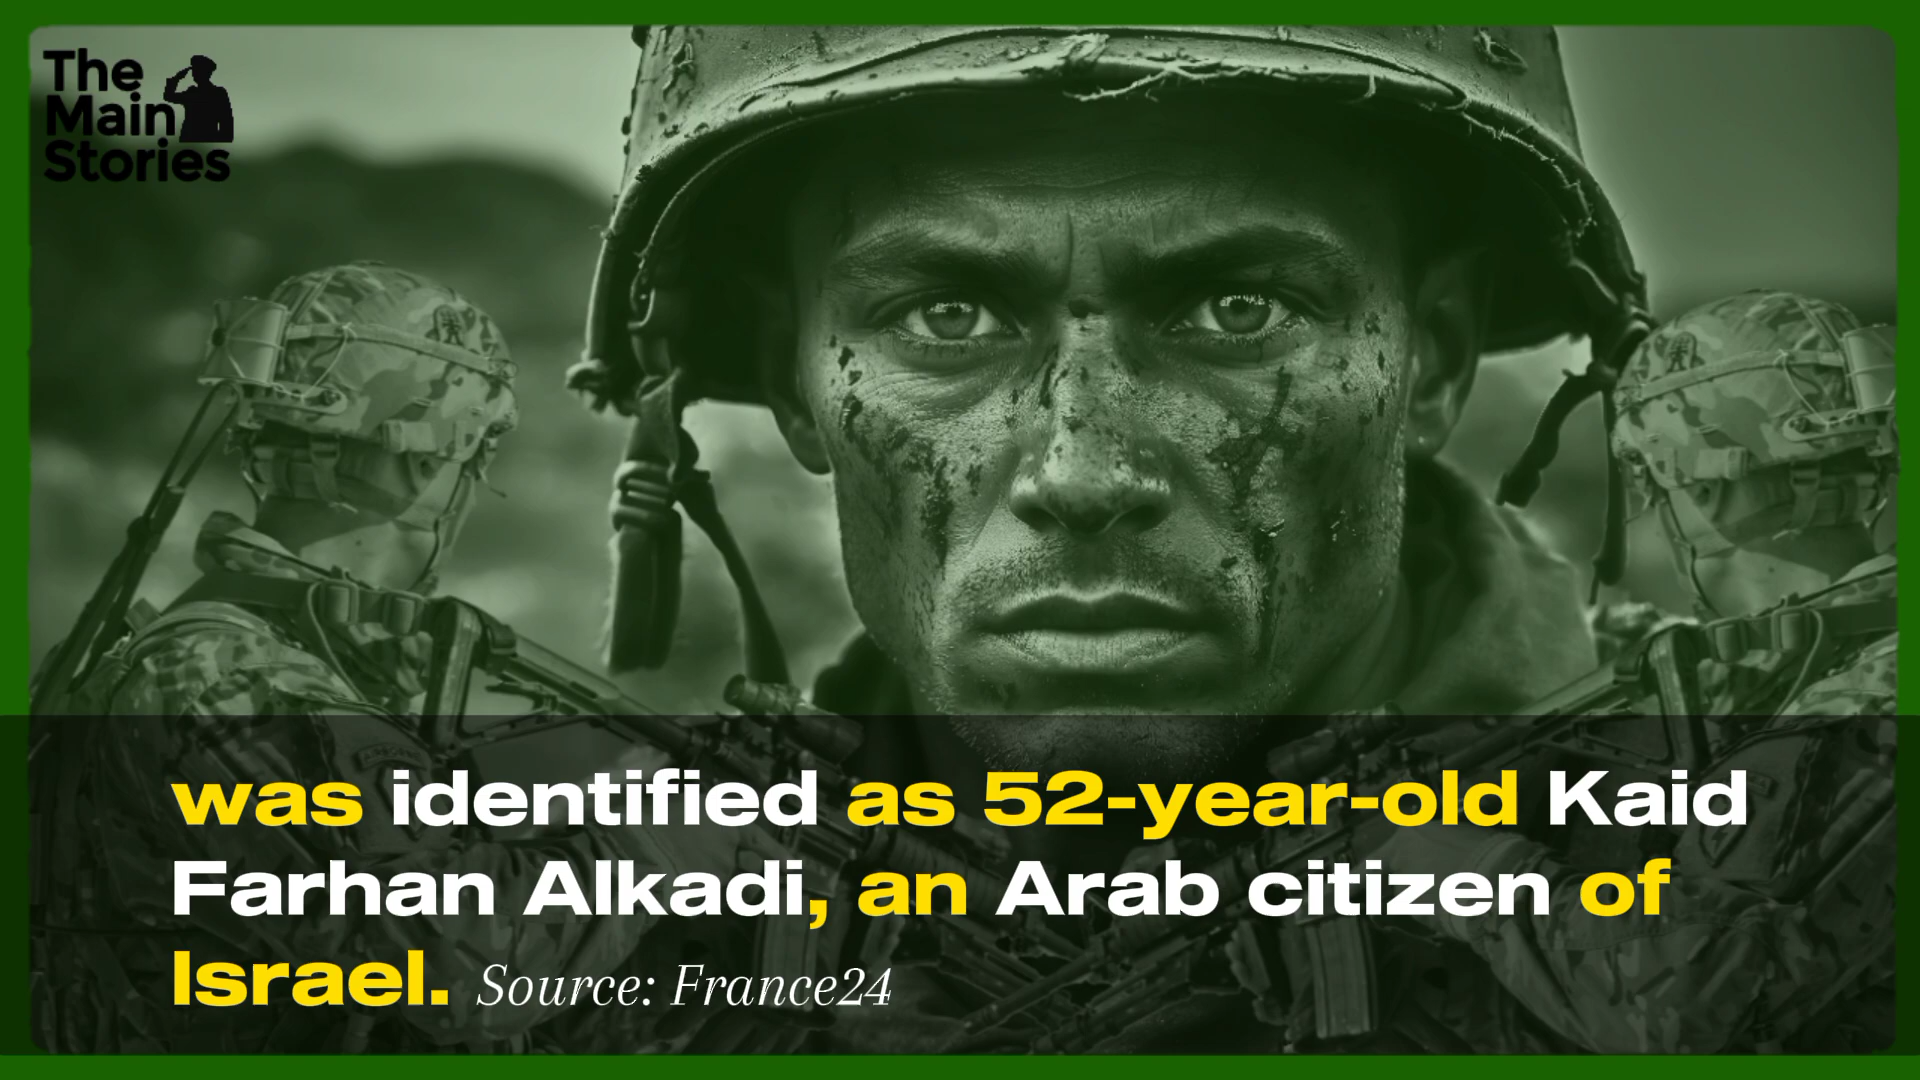 The
Main
Stories
was identified as 52-year-old Kaid
Farhan Alkadi, an Arab citizen of
Israel. Source: France24